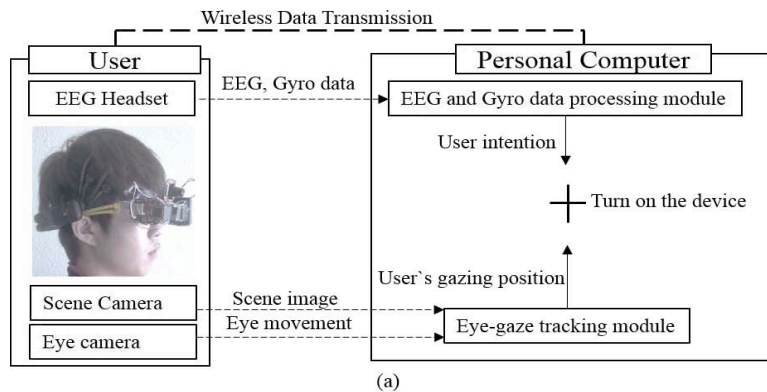 Wireless Data Transmission
User
Personal Computer
EEG Headset
EEG, Gyro data
EEG and Gyro data processing module
User intention
Turn on the device
User`s gazing position
Scene Camera
Scene image
Eye camera
Eye movement
Eye-gaze tracking module
(a)